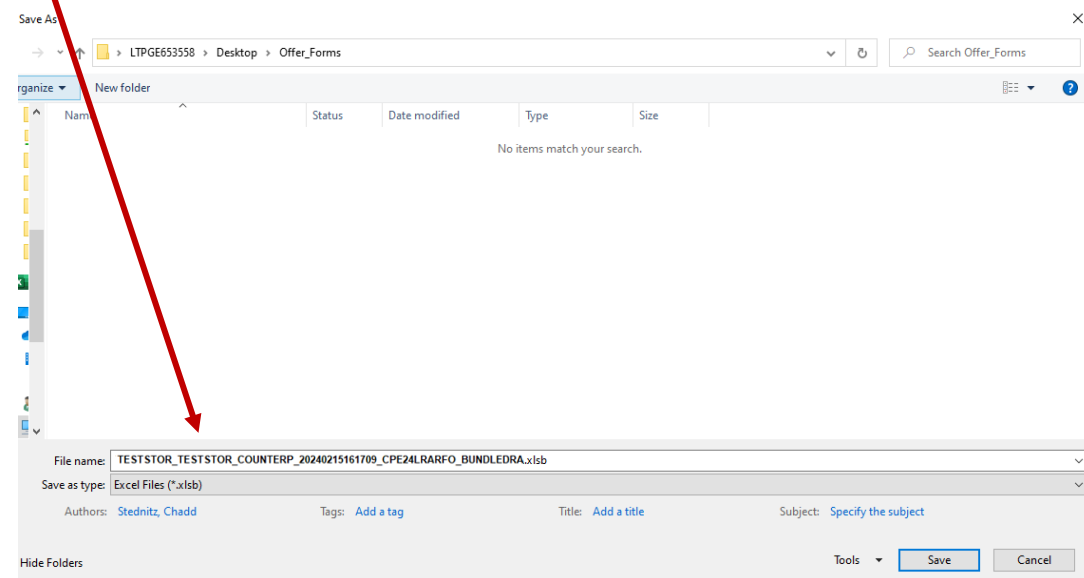 Save As
LTPGE653558 > Desktop > Offer_Forms
Search Offer_Forms
rganize
New folder
Nam
Status
Date modified
Type
Size
No items match your search.
File name: TESTSTOR_TESTSTOR_COUNTERP_20240215161709_CPE24LRARFO_BUNDLEDRA.xlsb
Save as type: Excel Files (*.xlsb)
Authors: Stednitz, Chadd
Tags: Add a tag
Title: Add a title
Subject: Specify the subject
Hide Folders
Tools
Save
Cancel